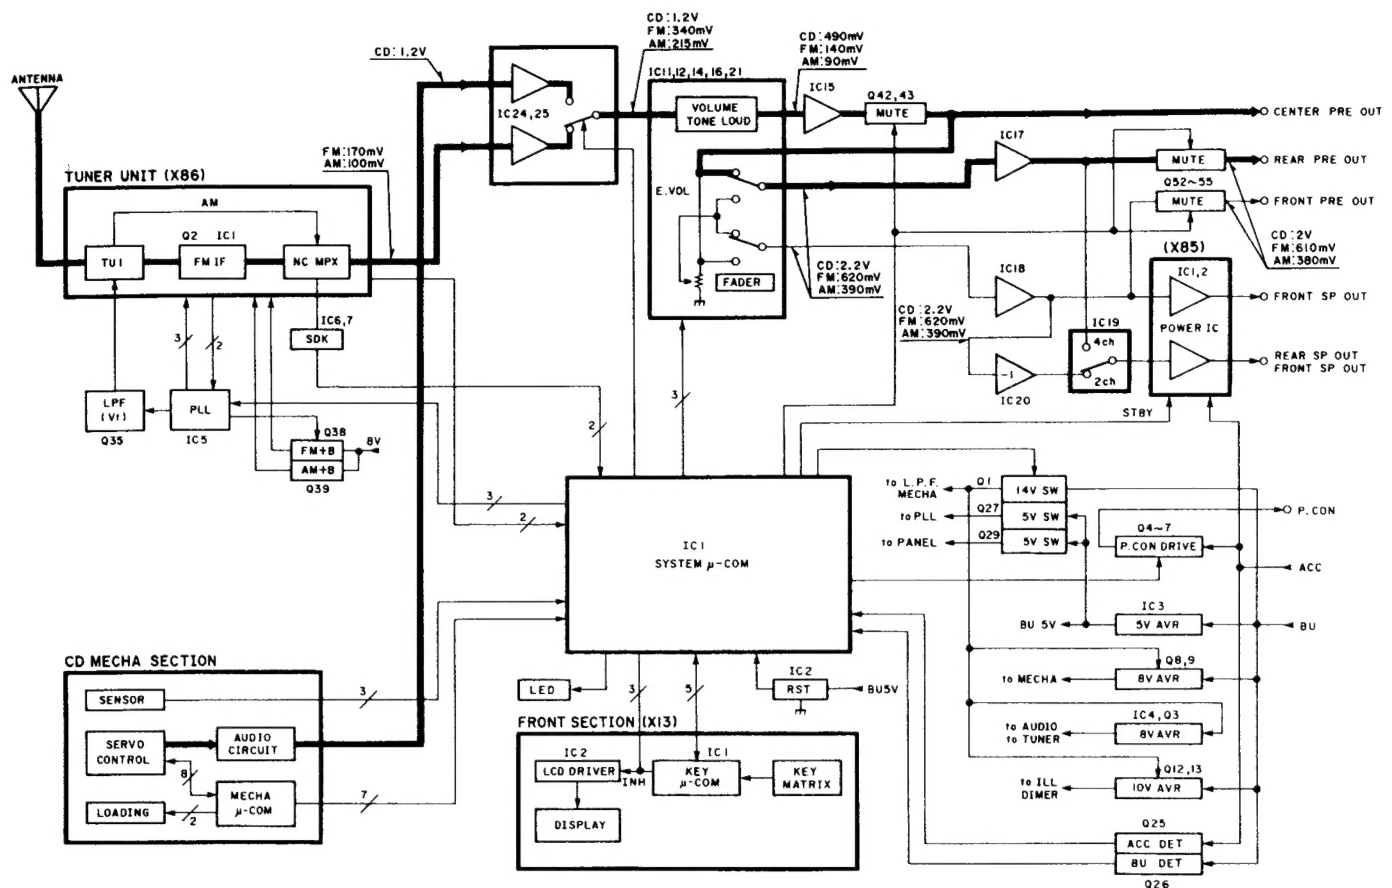 ANTENNA
CD:1.2V
CD:1.2V
FM:340mV
AM:215mV
CD:490mV
FM:140mV
AM:90mV
IC24,25
IC11,12,14,16,21
VOLUME
TONE LOUD
IC15
Q42,43
MUTE
CENTER PRE OUT
FM:170mV
AM:100mV
TUNER UNIT (X86)
AM
TU1
Q2 IC1
FM IF
NC MPX
E.VOL
FADER
IC17
MUTE
REAR PRE OUT
Q52~55
MUTE
FRONT PRE OUT
CD:2V
FM:610mV
AM:380mV
CD:2.2V
FM:620mV
AM:390mV
IC18
(X85)
IC1,2
POWER IC
FRONT SP OUT
CD:2.2V
FM:620mV
AM:390mV
IC19
4ch
2ch
-1
IC20
REAR SP OUT
FRONT SP OUT
STBY
3
2
IC6,7
SDK
LPF
(Vt)
Q35
PLL
IC5
Q38
FM+B
AM+B
Q39
8V
2
3
3
2
IC1
SYSTEM μ-COM
to L.P.F.
MECHA
Q1
14V SW
to PLL
Q27
5V SW
to PANEL
Q29
5V SW
P.CON
Q4~7
P.CON DRIVE
ACC
IC3
BU 5V
5V AVR
BU
Q8,9
to MECHA
8V AVR
IC4,Q3
to AUDIO
to TUNER
8V AVR
Q12,13
to ILL
DIMER
10V AVR
Q25
ACC DET
BU DET
Q26
CD MECHA SECTION
SENSOR
3
SERVO
CONTROL
AUDIO
CIRCUIT
8
MECHA
μ-COM
7
LOADING
2
LED
3
5
IC2
RST
BU5V
FRONT SECTION (X13)
IC2
LCD DRIVER
INH
IC1
KEY
μ-COM
KEY
MATRIX
DISPLAY